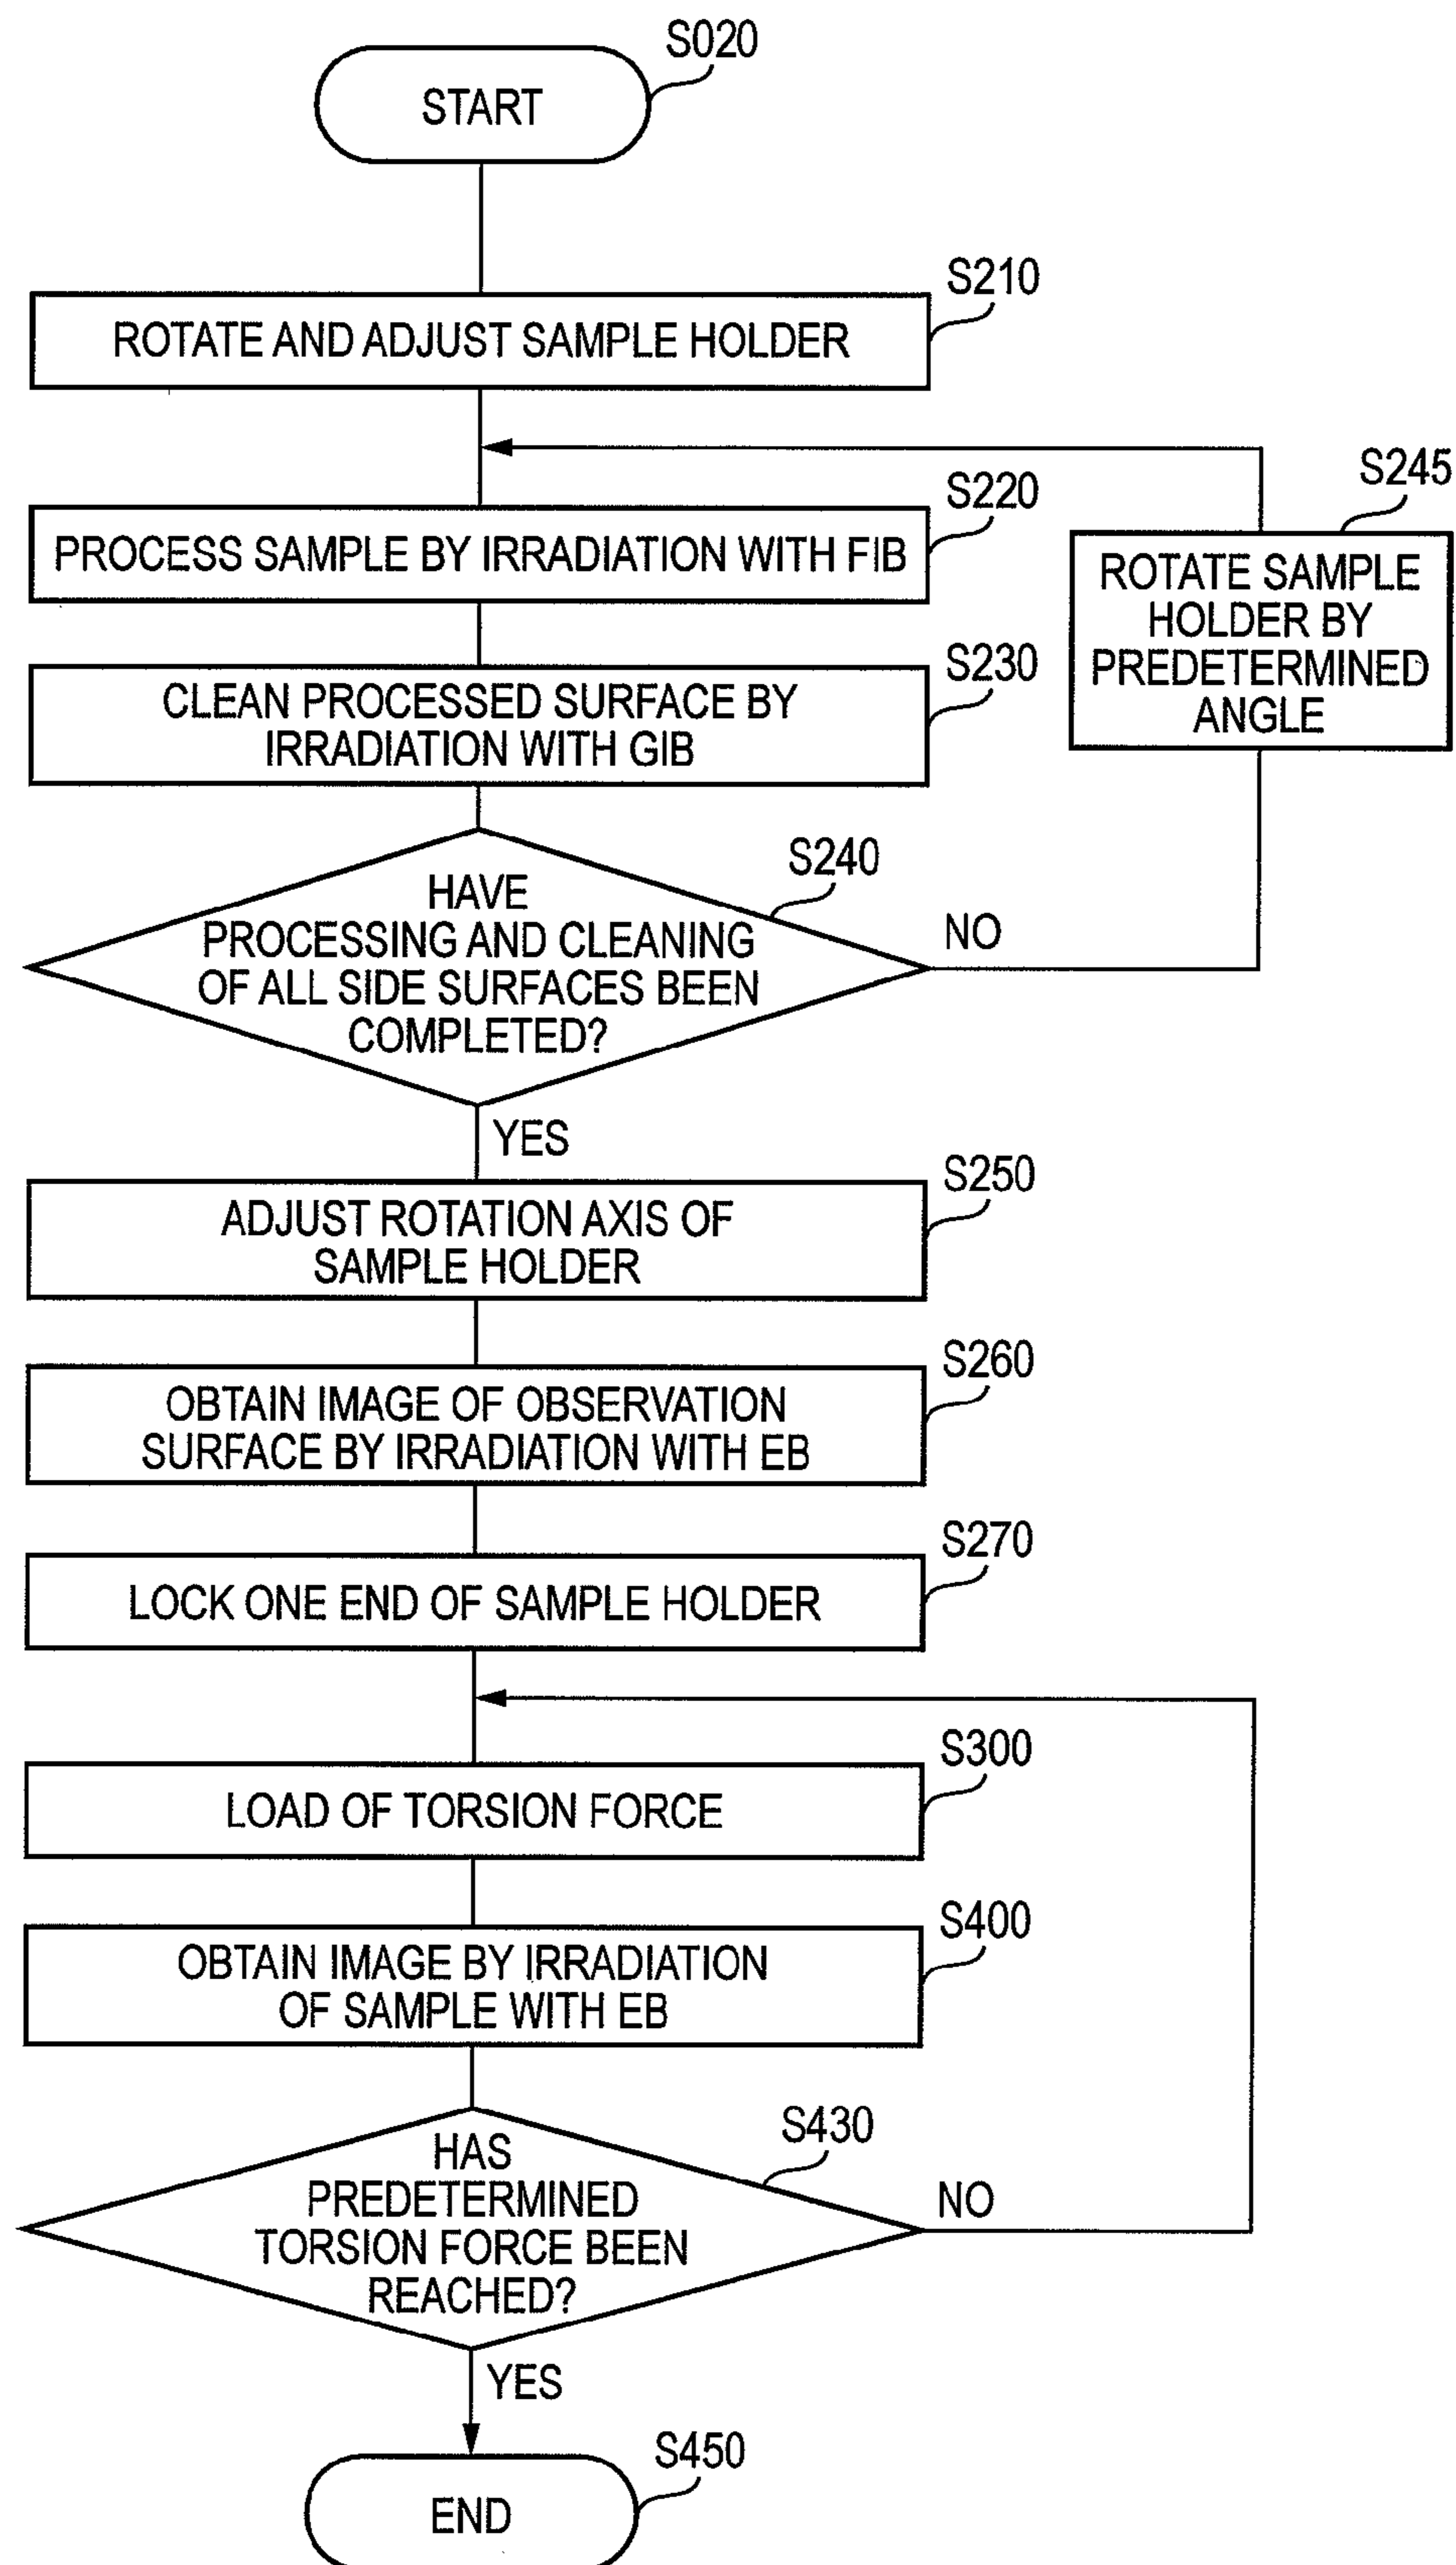 S020
START
S210
ROTATE AND ADJUST SAMPLE HOLDER
S220
PROCESS SAMPLE BY IRRADIATION WITH FIB
S245
ROTATE SAMPLE
HOLDER BY
PREDETERMINED
ANGLE
S230
CLEAN PROCESSED SURFACE BY
IRRADIATION WITH GIB
S240
HAVE
PROCESSING AND CLEANING
OF ALL SIDE SURFACES BEEN
COMPLETED?
NO
YES
S250
ADJUST ROTATION AXIS OF
SAMPLE HOLDER
S260
OBTAIN IMAGE OF OBSERVATION
SURFACE BY IRRADIATION WITH EB
S270
LOCK ONE END OF SAMPLE HOLDER
S300
LOAD OF TORSION FORCE
S400
OBTAIN IMAGE BY IRRADIATION
OF SAMPLE WITH EB
S430
HAS
PREDETERMINED
TORSION FORCE BEEN
REACHED?
NO
YES
S450
END